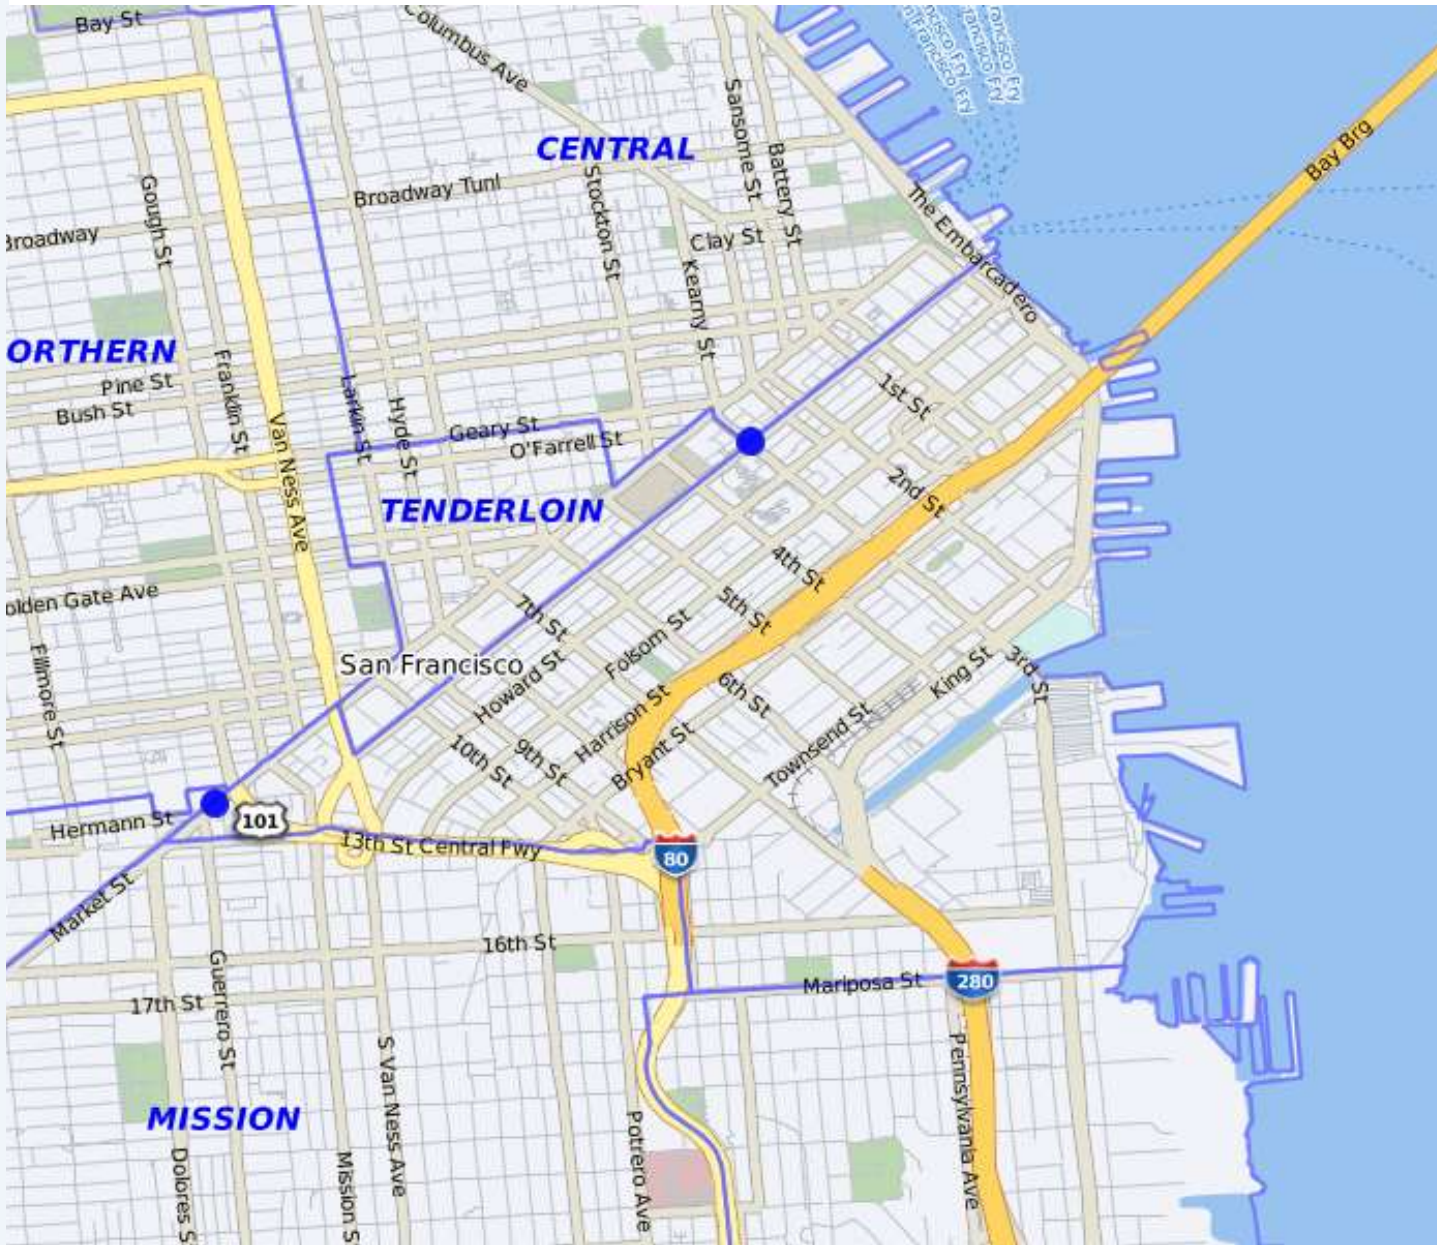 Bay St
Columbus Ave
Francisco Fry
Bay Brg
CENTRAL
Sansome St
Battery St
Gough St
Broadway Tunl
Stockton St
The Embarcadero
Broadway
Clay St
Kearny St
ORTHERN
Pine St
Bush St
Franklin St
Larkin St
Hyde St
1st St
Van Ness Ave
Geary St
O'Farrell St
TENDERLOIN
2nd St
4th St
5th St
olden Gate Ave
7th St
Folsom St
Fillmore St
San Francisco
Howard St
King St
3rd St
6th St
Harrison St
Townsend St
10th St
9th St
Bryant St
Hermann St
101
13th St Central Fwy
80
Market St
16th St
Guerrero St
17th St
Mariposa St
280
S Van Ness Ave
Pennsylvania Ave
MISSION
Potrero Ave
Dolores S
Mission S